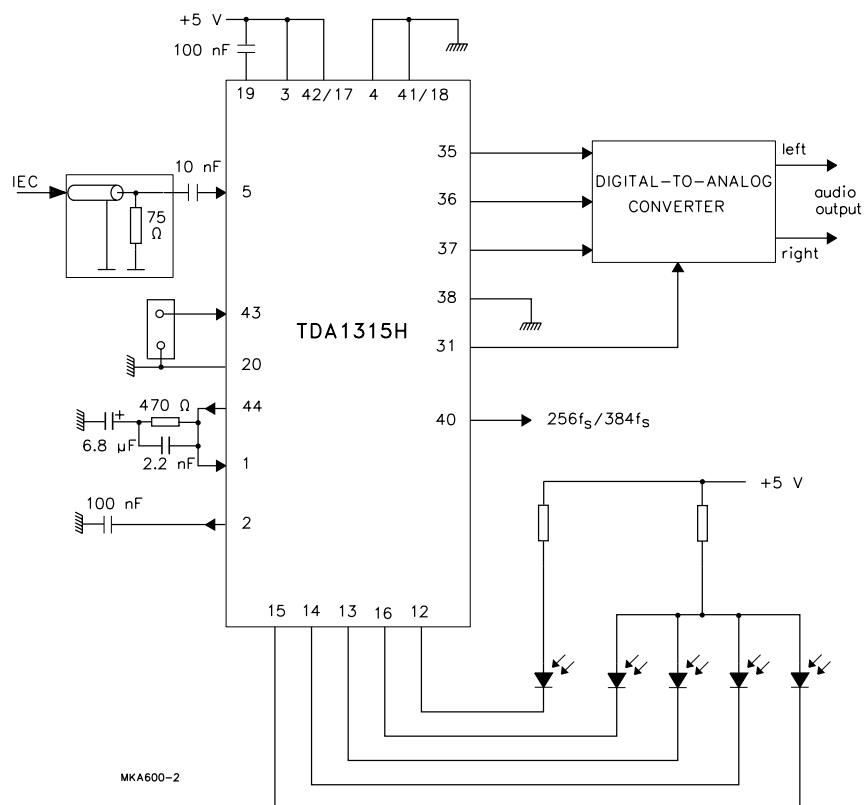 +5 V
100 nF
19 3 42/17 4 41/18
10 nF
IEC
5
75
Ω
35
36
37
38
31
40
DIGITAL-TO-ANALOG
CONVERTER
left
audio
output
right
43
TDA1315H
20
470 Ω
44
6.8 µF
2.2 nF
1
100 nF
2
256fs/384fs
+5 V
15 14 13 16 12
MKA600-2